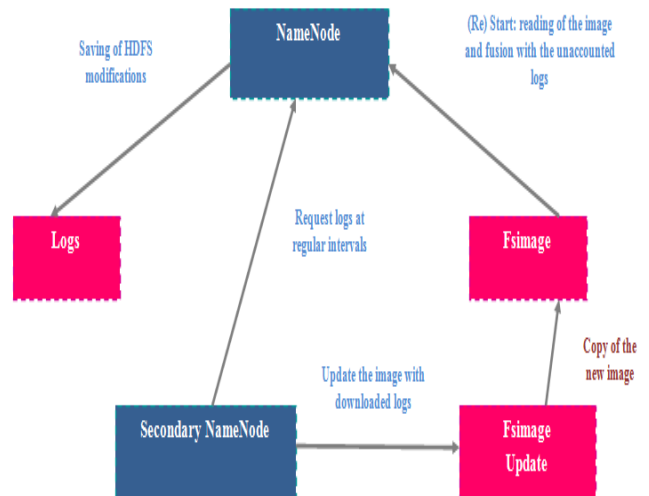 NameNode
Saving of HDFS
modifications
(Re) Start: reading of the image
and fusion with the unaccounted
logs
Logs
Request logs at
regular intervals
Fsimage
Copy of the
new image
Update the image with
downloaded logs
Secondary NameNode
Fsimage
Update